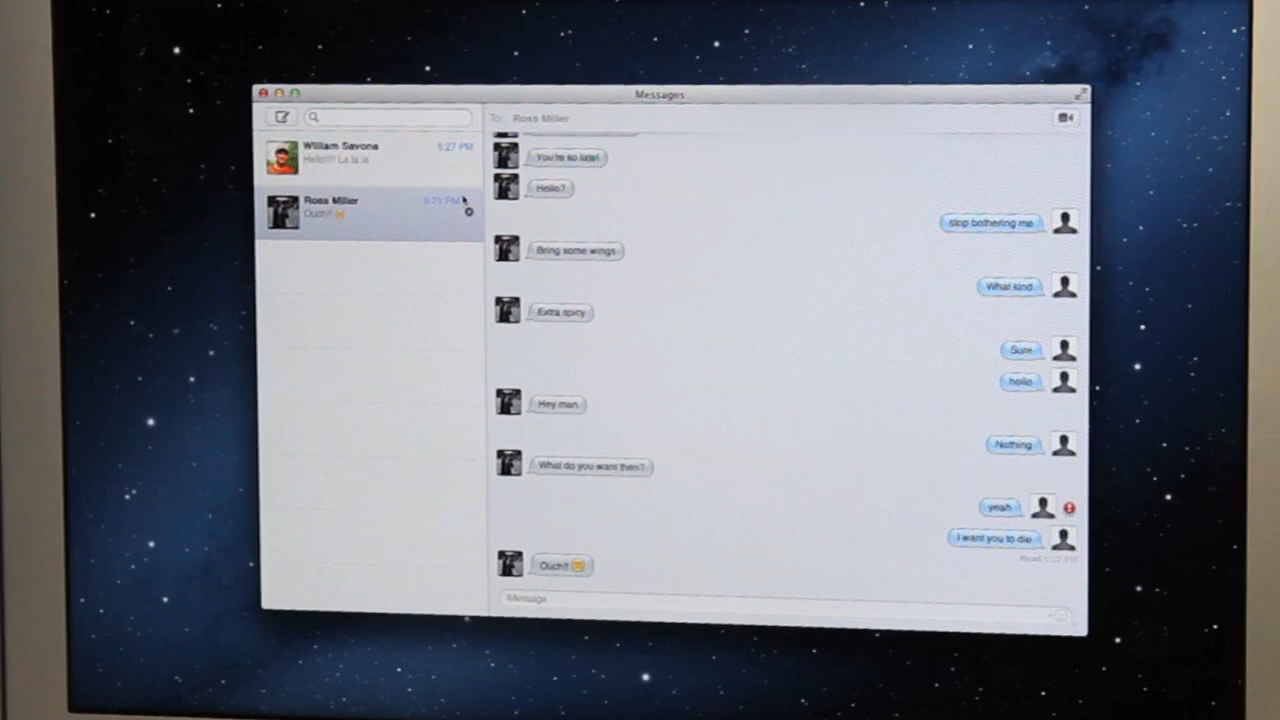 Messages
To: Ross Miller
William Savona
5:27 PM
Hello!!!! La la la
Ross Miller
Ouch!!
You're so late!
Hello?
stop bothering me
Bring some wings
What kind
Extra spicy
Sure
hello
Hey man
Nothing
What do you want then?
yeah
I want you to die
Ouch!!
iMessage